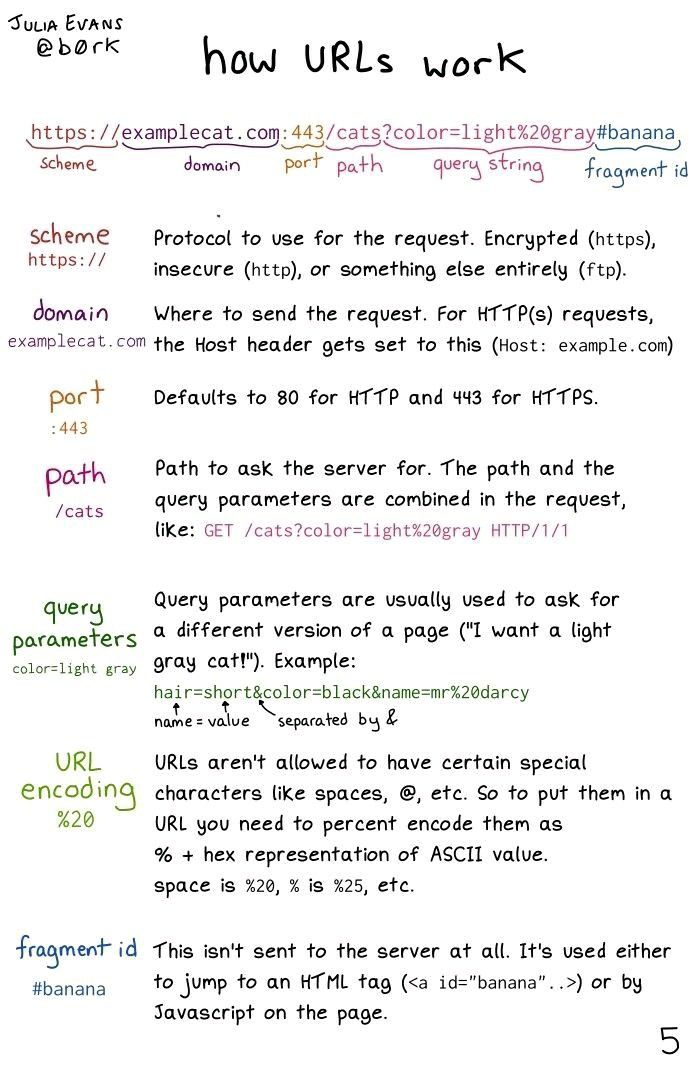 JULIA EVANS
@b0rk
how URLs work
https://examplecat.com:443/cats?color=light%20gray#banana
scheme domain port path query string fragment id
scheme
https://
Protocol to use for the request. Encrypted (https),
insecure (http), or something else entirely (ftp).
domain
examplecat.com
Where to send the request. For HTTP(s) requests,
the Host header gets set to this (Host: example.com)
port
:443
Defaults to 80 for HTTP and 443 for HTTPS.
path
/cats
Path to ask the server for. The path and the
query parameters are combined in the request,
like: GET /cats?color=light%20gray HTTP/1/1
query
parameters
color=light gray
Query parameters are usually used to ask for
a different version of a page ("I want a light
gray cat!"). Example:
hair=short&color=black&name=mr%20darcy
name = value separated by &
URL
encoding
%20
URLs aren't allowed to have certain special
characters like spaces, @, etc. So to put them in a
URL you need to percent encode them as
% + hex representation of ASCII value.
space is %20, % is %25, etc.
fragment id
#banana
This isn't sent to the server at all. It's used either
to jump to an HTML tag (<a id="banana"..>) or by
Javascript on the page.
5